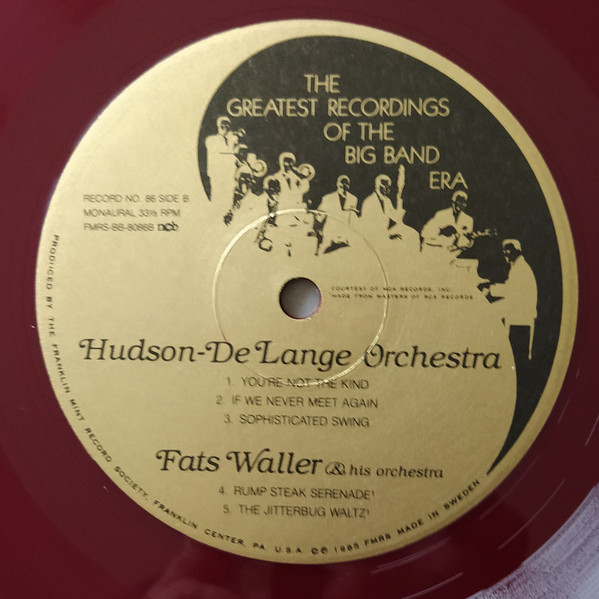 THE
GREATEST RECORDINGS
OF THE
BIG BAND
ERA
RECORD NO. 86 SIDE B
MONAURAL 33⅓ RPM
FMRS-BB-8086B ncb
COURTESY OF RCA RECORDS, INC.
MADE FROM MASTERS OF RCA RECORDS
Hudson-De Lange Orchestra
1. YOU'RE NOT THE KIND
2. IF WE NEVER MEET AGAIN
3. SOPHISTICATED SWING
Fats Waller & his orchestra
4. RUMP STEAK SERENADE¹
5. THE JITTERBUG WALTZ¹
PRODUCED BY THE FRANKLIN MINT RECORD SOCIETY, FRANKLIN CENTER, PA. U.S.A. ©℗ 1985 FMRS MADE IN SWEDEN